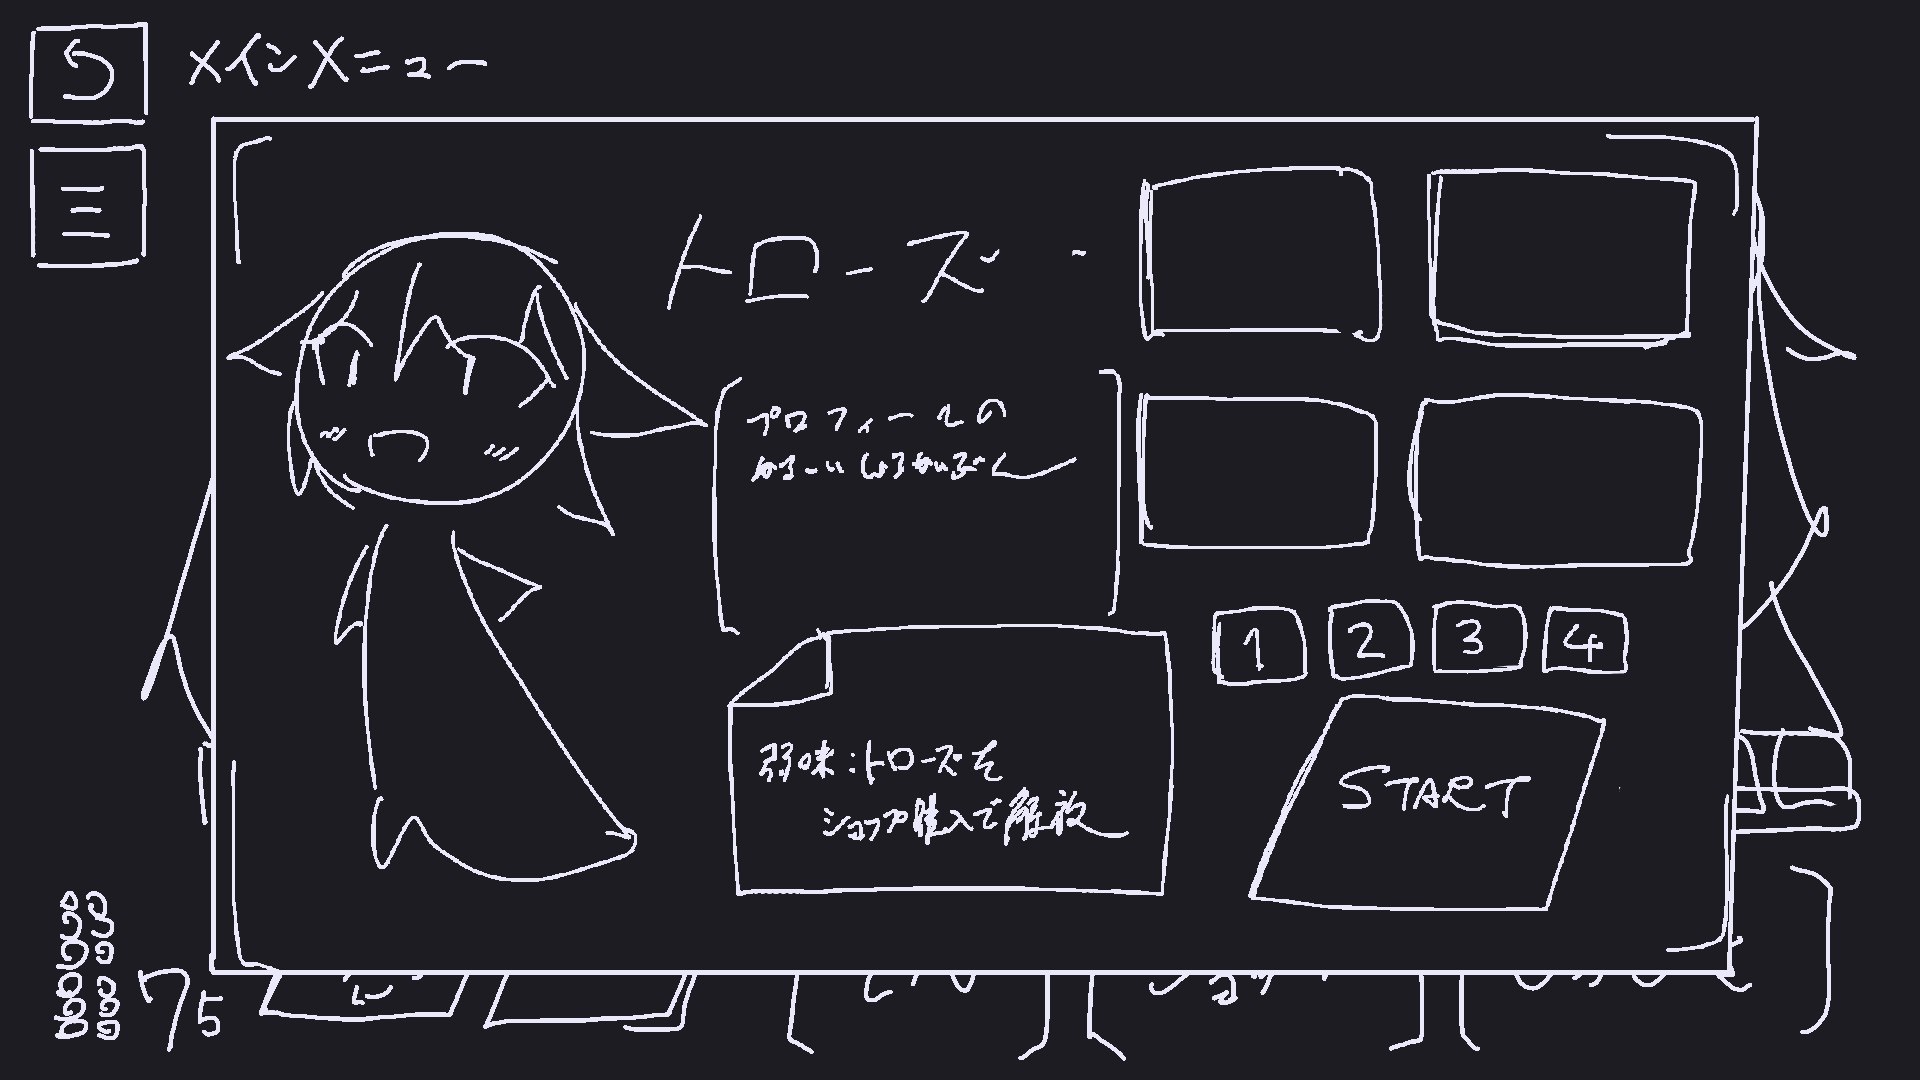 メインメニュー
トローズ
プロフィールの
かるーいしょうかいぶん
弱味:トローズを
ショップ購入で解放
1 2 3 4
START
75